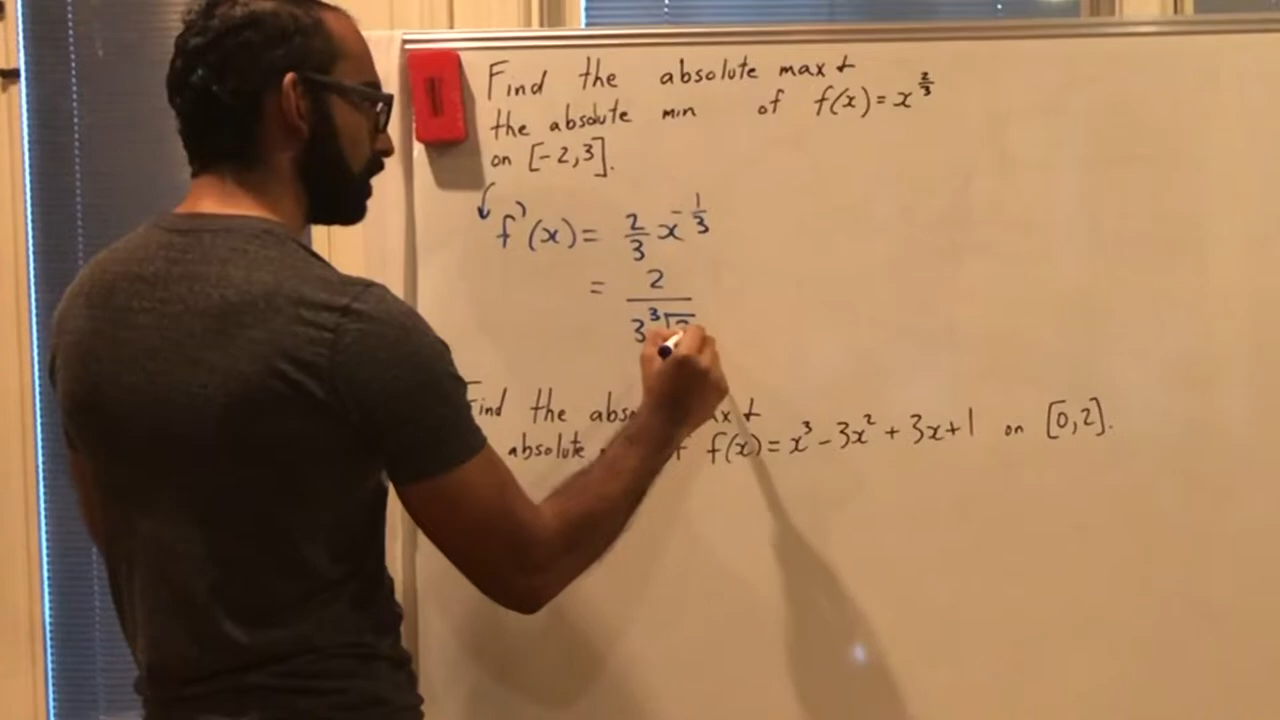 Find the absolute max +
the absolute min of f(x) = x^{2/3}
on [-2,3].
f'(x) = 2/3 x^{-1/3}
= 2 / 3 ∛
Find the max +
absolute f(x) = x³ - 3x² + 3x + 1 on [0,2].